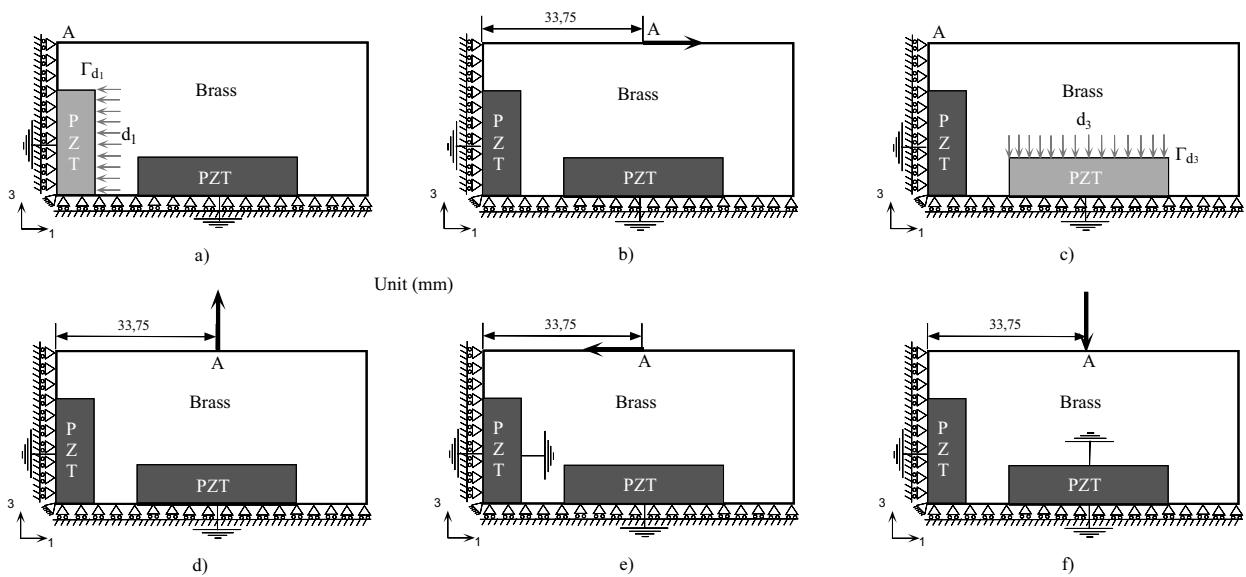 A
Γd1
d1
Brass
P
Z
T
PZT
3
1
a)
33,75
A
Brass
P
Z
T
PZT
3
1
b)
A
Brass
d3
Γd3
P
Z
T
PZT
3
1
c)
Unit (mm)
33,75
A
Brass
P
Z
T
PZT
3
1
d)
33,75
A
Brass
P
Z
T
PZT
3
1
e)
33,75
A
Brass
P
Z
T
PZT
3
1
f)